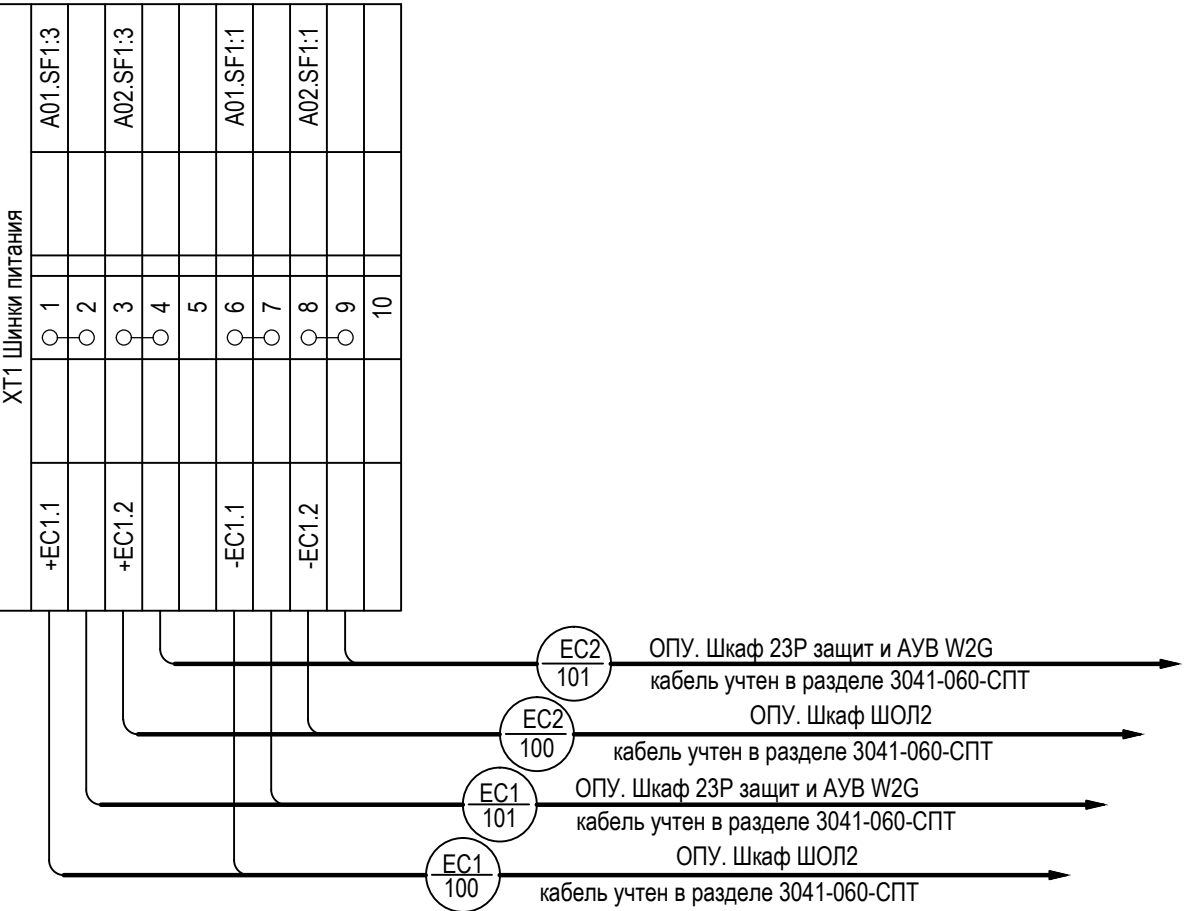 ХТ1 Шинки питания
A01.SF1:3
A02.SF1:3
A01.SF1:1
A02.SF1:1
1
2
3
4
5
6
7
8
9
10
+EC1.1
+EC1.2
-EC1.1
-EC1.2
EC2
101
ОПУ. Шкаф 23Р защит и АУВ W2G
кабель учтен в разделе 3041-060-СПТ
EC2
100
ОПУ. Шкаф ШОЛ2
кабель учтен в разделе 3041-060-СПТ
EC1
101
ОПУ. Шкаф 23Р защит и АУВ W2G
кабель учтен в разделе 3041-060-СПТ
EC1
100
ОПУ. Шкаф ШОЛ2
кабель учтен в разделе 3041-060-СПТ